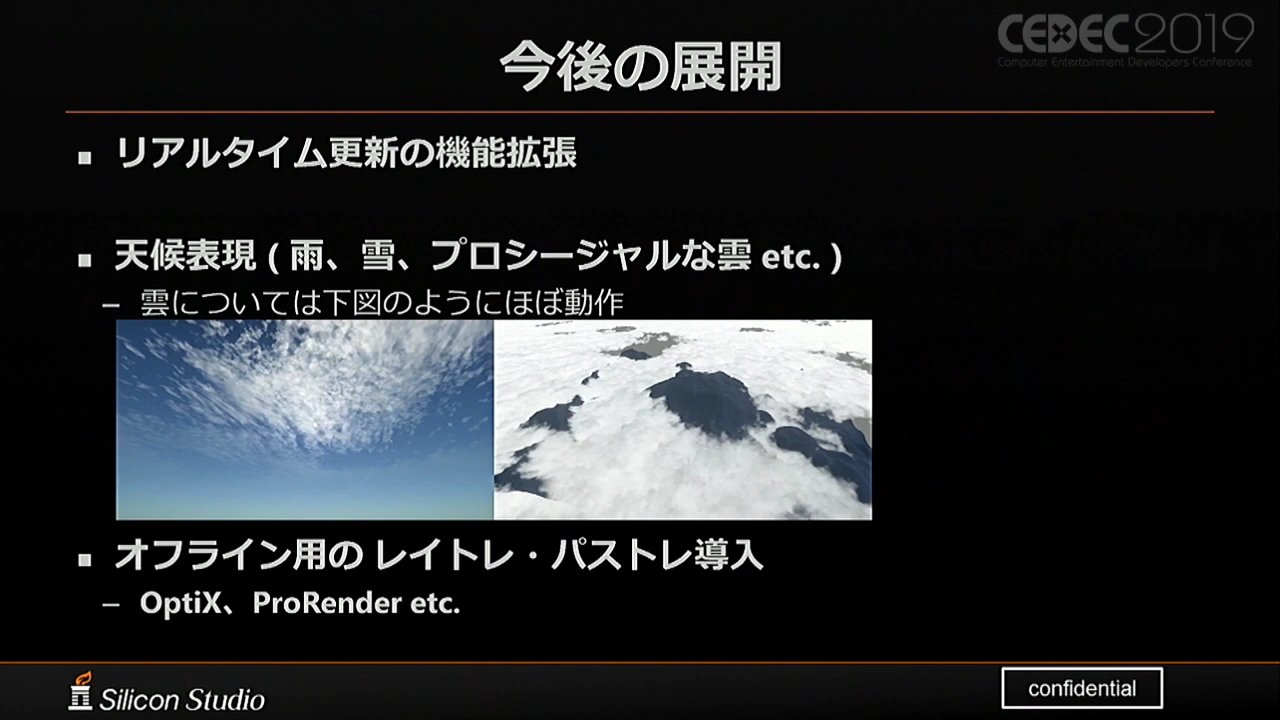 CEDEC2019
Computer Entertainment Developers Conference
今後の展開
▪ リアルタイム更新の機能拡張
▪ 天候表現 ( 雨、雪、プロシージャルな雲 etc. )
– 雲については下図のようにほぼ動作
▪ オフライン用の レイトレ・パストレ導入
– OptiX、ProRender etc.
Silicon Studio
confidential